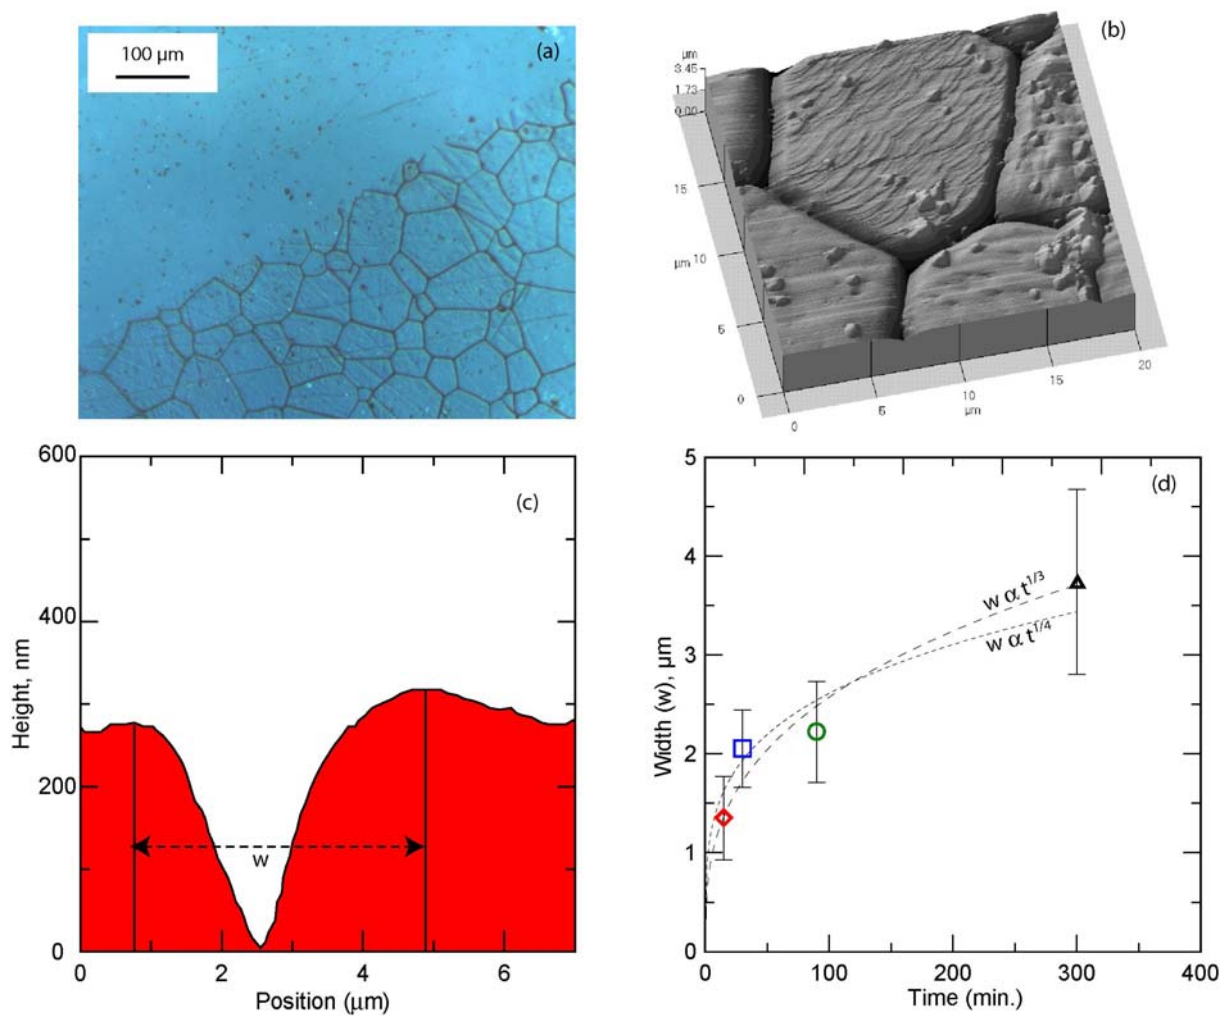 100 μm
(a)
(b)
μm
3.45
1.73
0.00
15
μm 10
5
0
0
5
10
μm
15
20
600
400
200
0
Height, nm
(c)
w
0 2 4 6
Position (μm)
5
4
3
2
1
0
Width (w), μm
(d)
w α t^1/3
w α t^1/4
0 100 200 300 400
Time (min.)